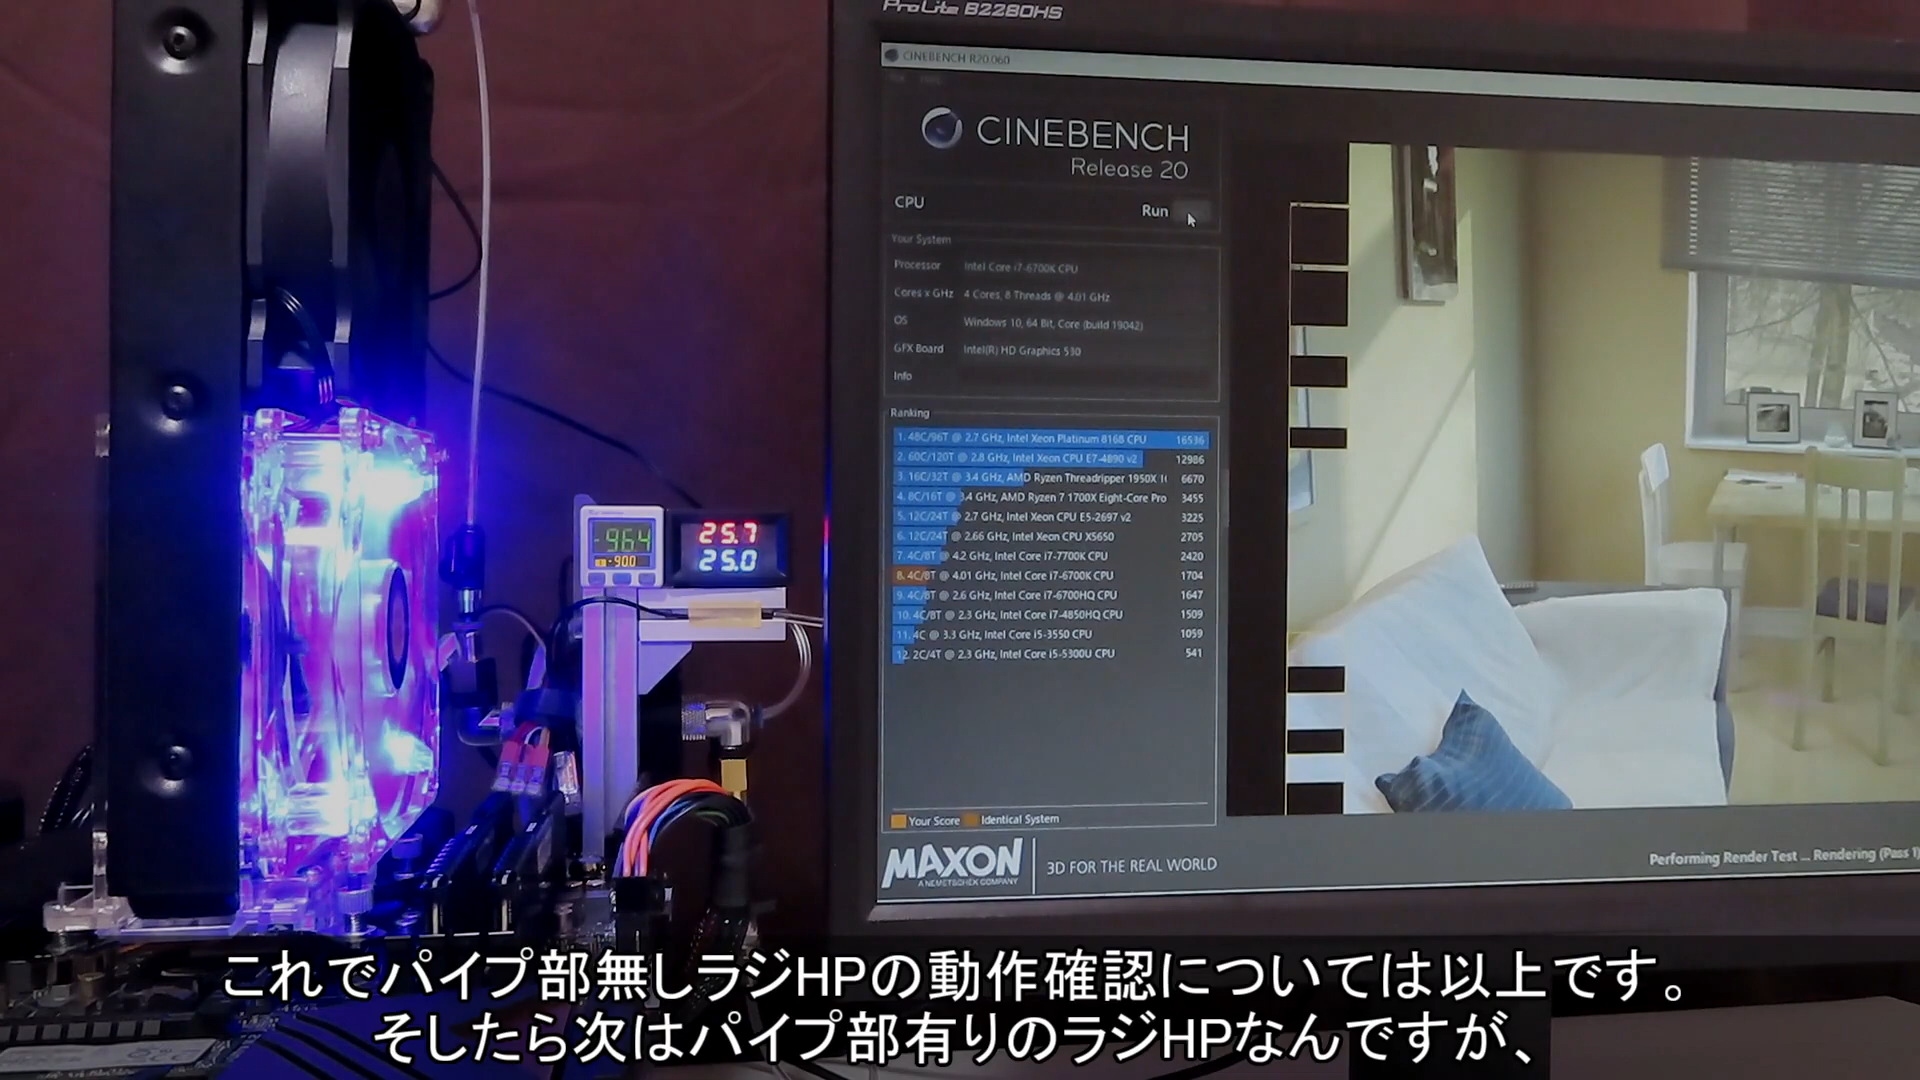 ProLite B2280HS
CINEBENCH R20.060
CINEBENCH
Release 20
CPU
Run
Your System
Processor Intel Core i7-6700K CPU
Cores x GHz 4 Cores, 8 Threads @ 4.01 GHz
OS Windows 10, 64 Bit, Core (build 19042)
GFX Board Intel(R) HD Graphics 530
Info
Ranking
1. 48C/96T @ 2.7 GHz, Intel Xeon Platinum 8168 CPU 16536
2. 60C/120T @ 2.8 GHz, Intel Xeon CPU E7-4890 v2 12986
3. 16C/32T @ 3.4 GHz, AMD Ryzen Threadripper 1950X 6670
4. 8C/16T @ 3.4 GHz, AMD Ryzen 7 1700X Eight-Core Pro 3455
5. 12C/24T @ 2.7 GHz, Intel Xeon CPU E5-2697 v2 3225
6. 12C/24T @ 2.66 GHz, Intel Xeon CPU X5650 2705
7. 4C/8T @ 4.2 GHz, Intel Core i7-7700K CPU 2420
8. 4C/8T @ 4.01 GHz, Intel Core i7-6700K CPU 1704
9. 4C/8T @ 2.6 GHz, Intel Core i7-6700HQ CPU 1647
10. 4C/8T @ 2.3 GHz, Intel Core i7-4850HQ CPU 1509
11. 4C @ 3.3 GHz, Intel Core i5-3550 CPU 1059
12. 2C/4T @ 2.3 GHz, Intel Core i5-5300U CPU 541
Your Score Identical System
MAXON
A NEMETSCHEK COMPANY
3D FOR THE REAL WORLD
Performing Render Test ... Rendering (Pass 1)
-96.4
-90.0
25.7
25.0
これでパイプ部無しラジHPの動作確認については以上です。
そしたら次はパイプ部有りのラジHPなんですが、